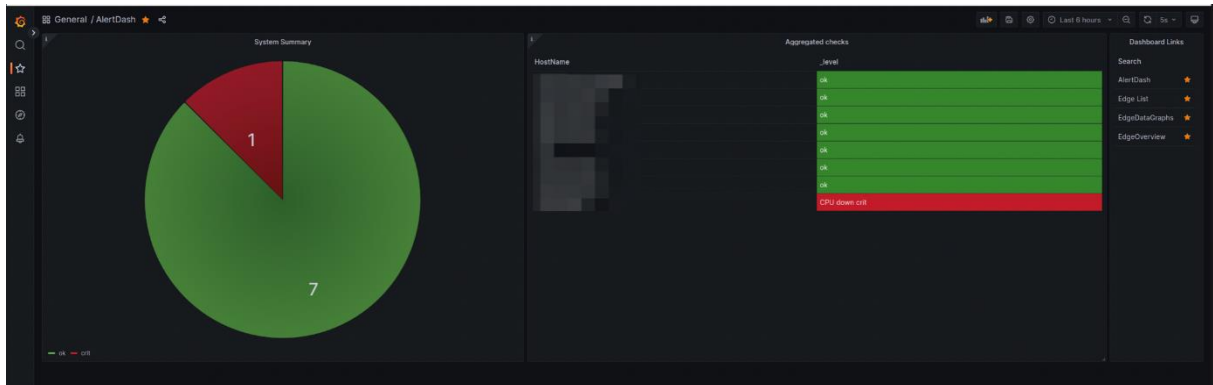 General / AlertDash
Last 6 hours
5s
System Summary
1
7
ok
crit
Aggregated checks
HostName
_level
ok
ok
ok
ok
ok
ok
ok
CPU down crit
Dashboard Links
Search
AlertDash
Edge List
EdgeDataGraphs
EdgeOverview